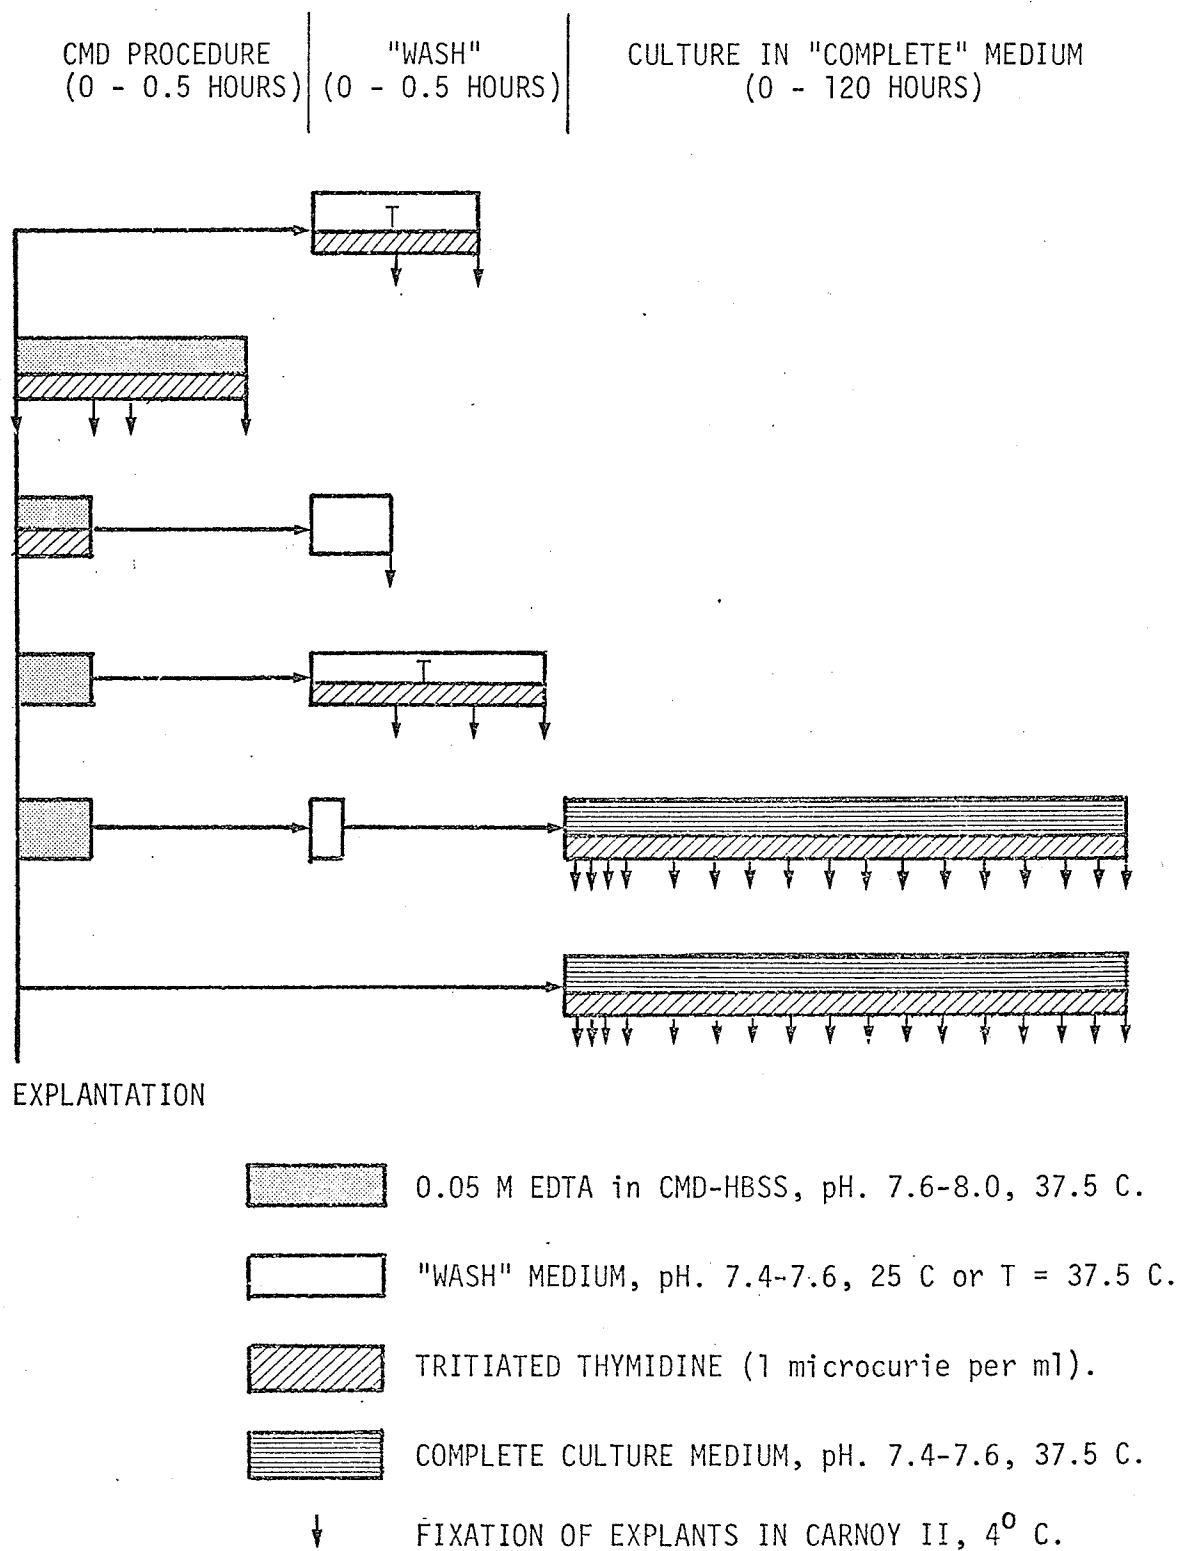 CMD PROCEDURE
(0 - 0.5 HOURS)
"WASH"
(0 - 0.5 HOURS)
CULTURE IN "COMPLETE" MEDIUM
(0 - 120 HOURS)
T
T
EXPLANTATION
0.05 M EDTA in CMD-HBSS, pH. 7.6-8.0, 37.5 C.
"WASH" MEDIUM, pH. 7.4-7.6, 25 C or T = 37.5 C.
TRITIATED THYMIDINE (1 microcurie per ml).
COMPLETE CULTURE MEDIUM, pH. 7.4-7.6, 37.5 C.
FIXATION OF EXPLANTS IN CARNOY II, 4⁰ C.